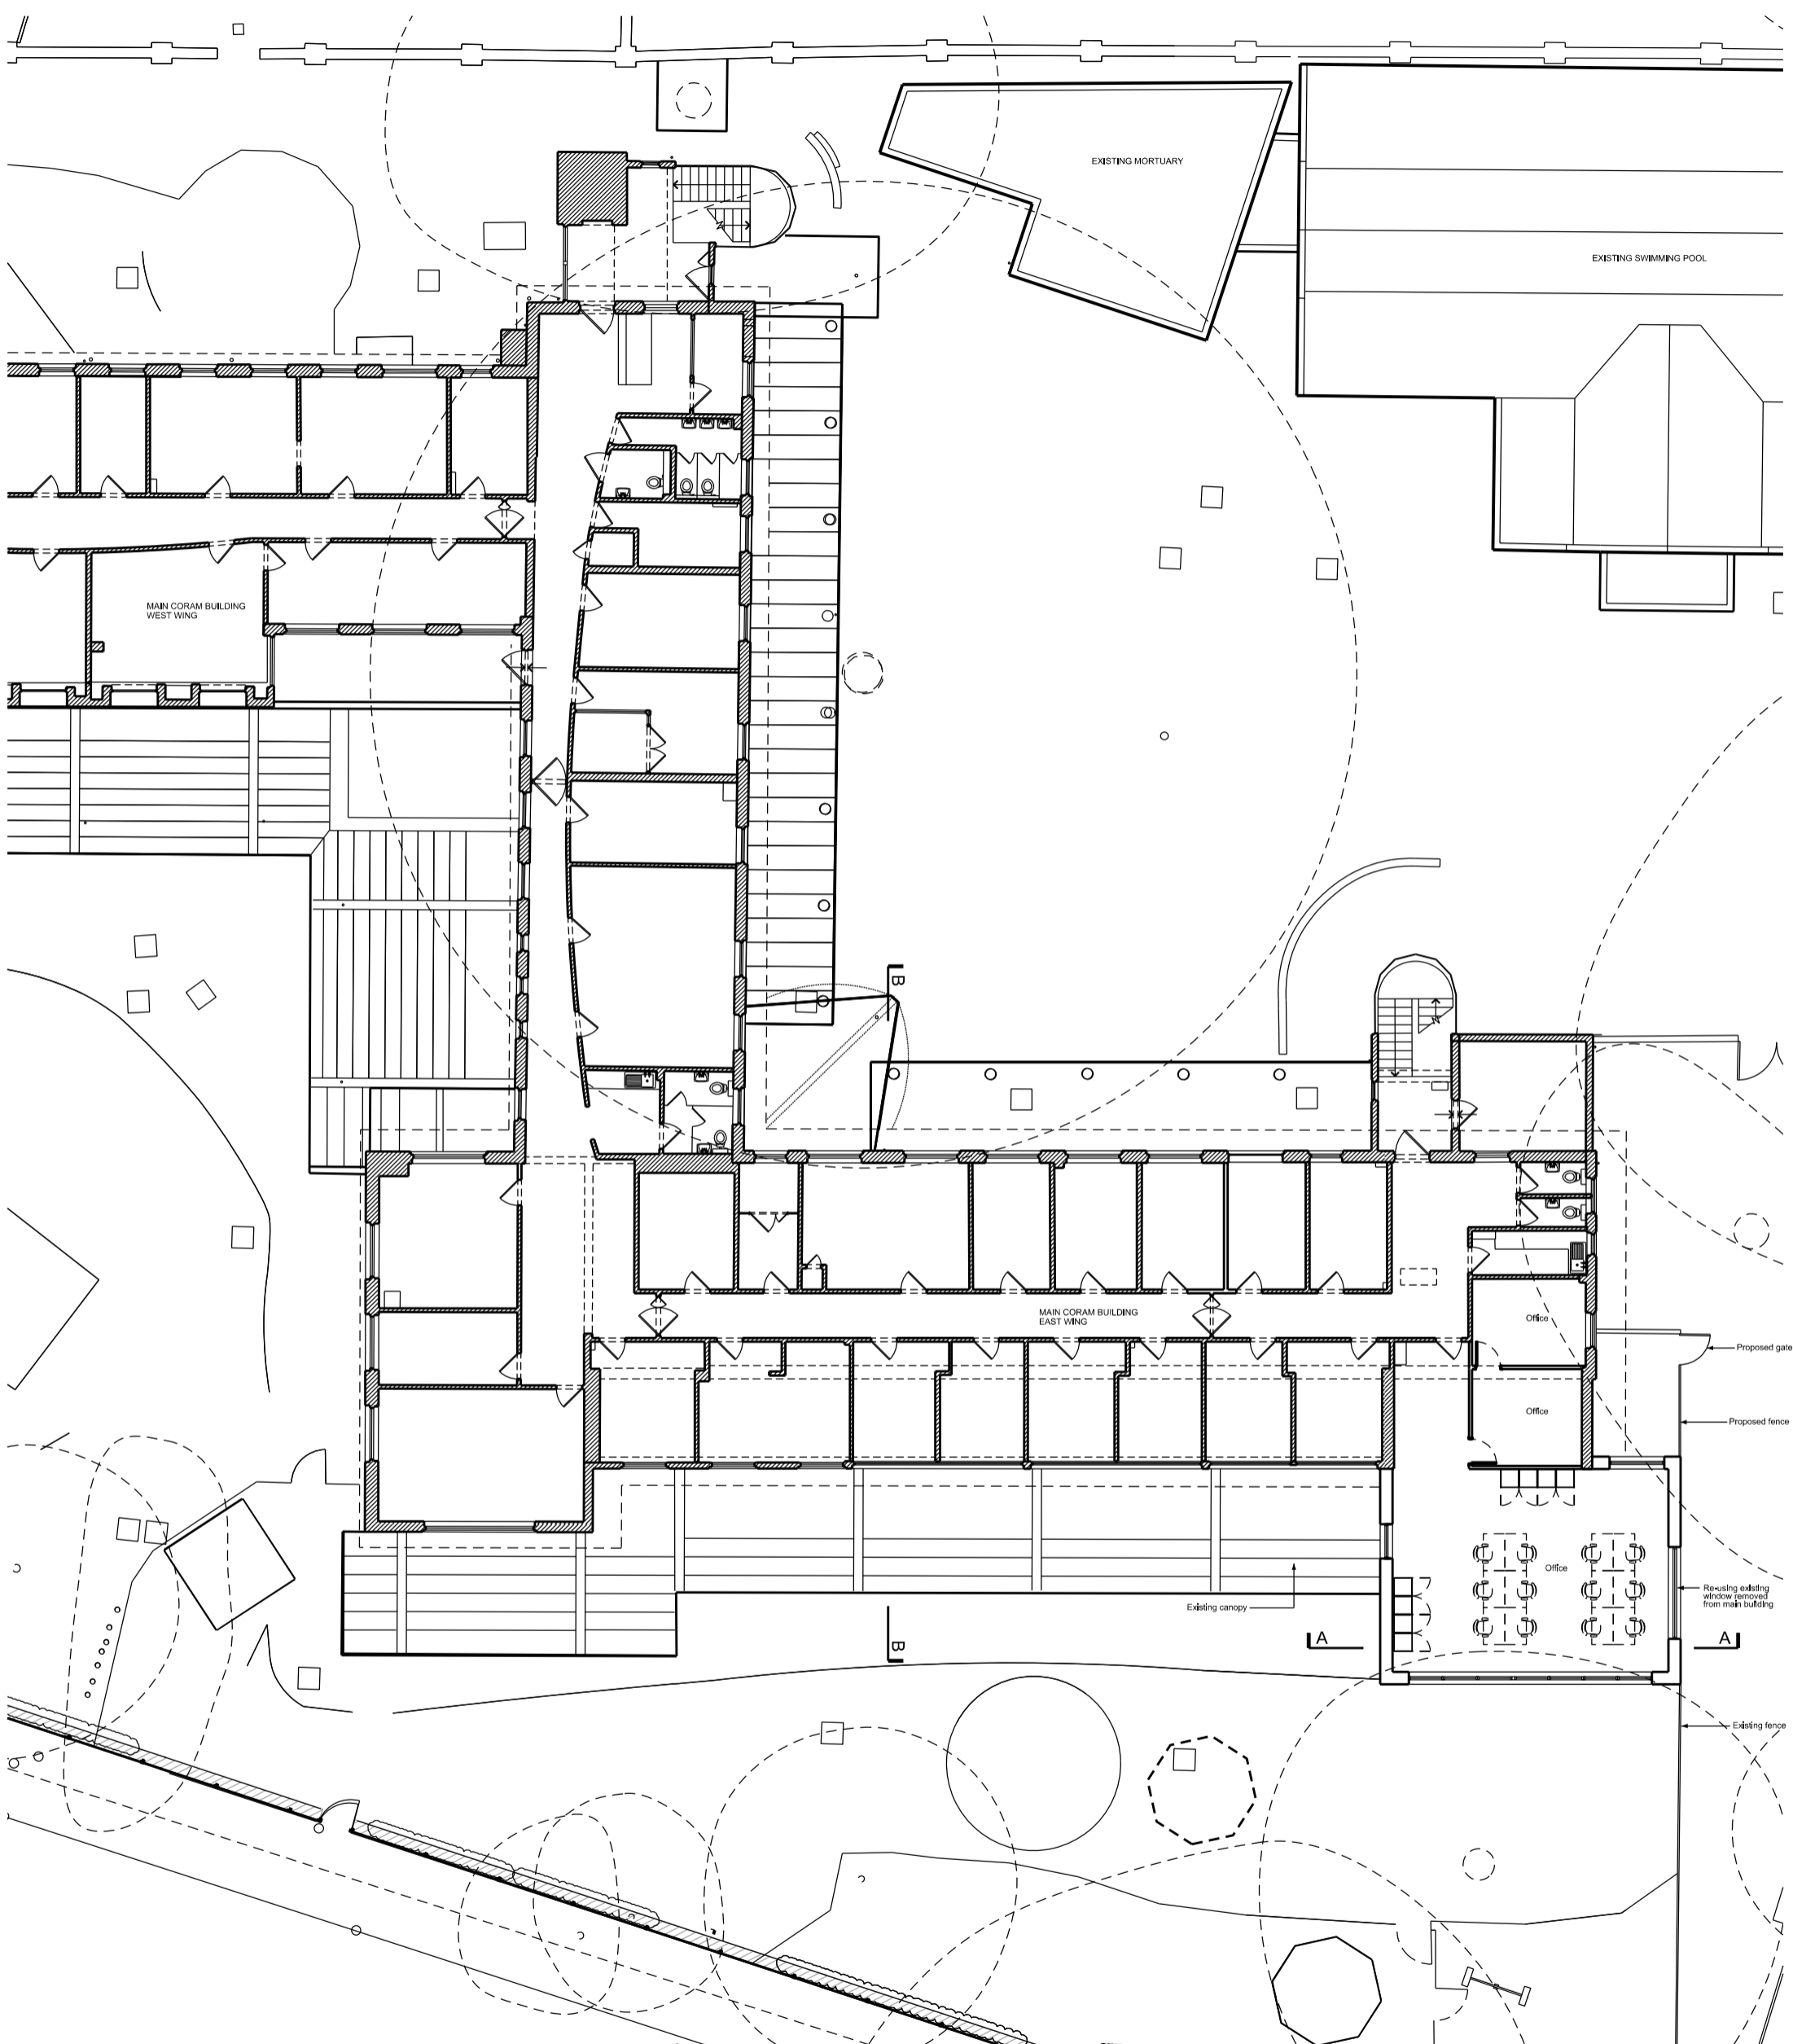 EXISTING MORTUARY
EXISTING SWIMMING POOL
MAIN CORAM BUILDING
WEST WING
B
MAIN CORAM BUILDING
EAST WING
Office
Proposed gate
Office
Proposed fence
Office
Re-using existing
window removed
from main building
Existing canopy
A
A
B
Existing fence